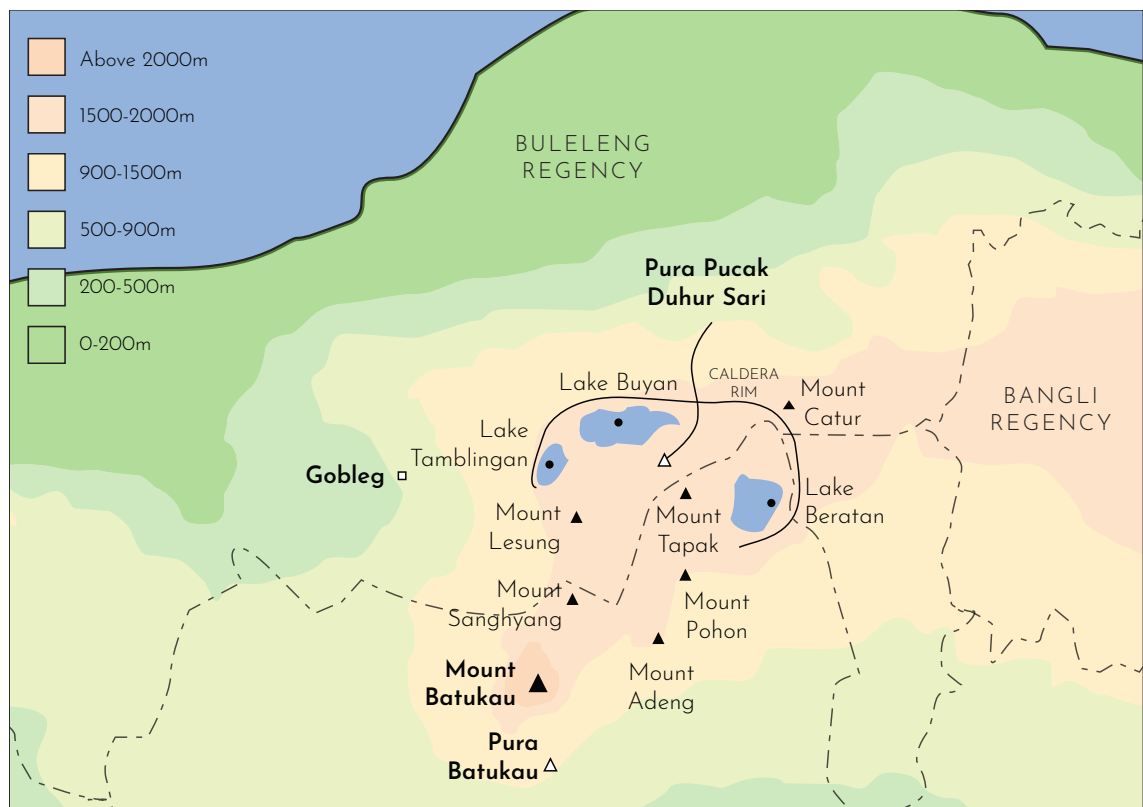 Above 2000m
1500-2000m
900-1500m
500-900m
200-500m
0-200m
BULELENG
REGENCY
Pura Pucak
Duhur Sari
Lake Buyan
CALDERA
RIM
Mount
Catur
BANGLI
REGENCY
Lake
Tamblingan
Gobleg
Mount
Lesung
Mount
Tapak
Lake
Beratan
Mount
Sanghyang
Mount
Pohon
Mount
Batukau
Mount
Adeng
Pura
Batukau